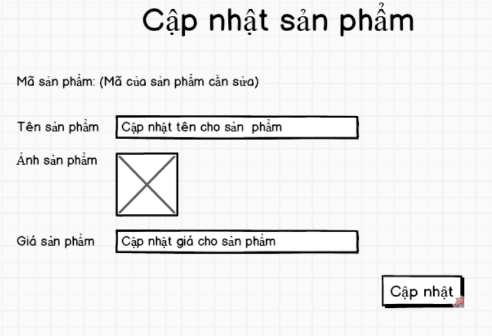 Cập nhật sản phẩm
Mã sản phẩm: (Mã của sản phẩm cần sửa)
Tên sản phẩm Cập nhật tên cho sản phẩm
Ảnh sản phẩm
Giá sản phẩm Cập nhật giá cho sản phẩm
Cập nhật